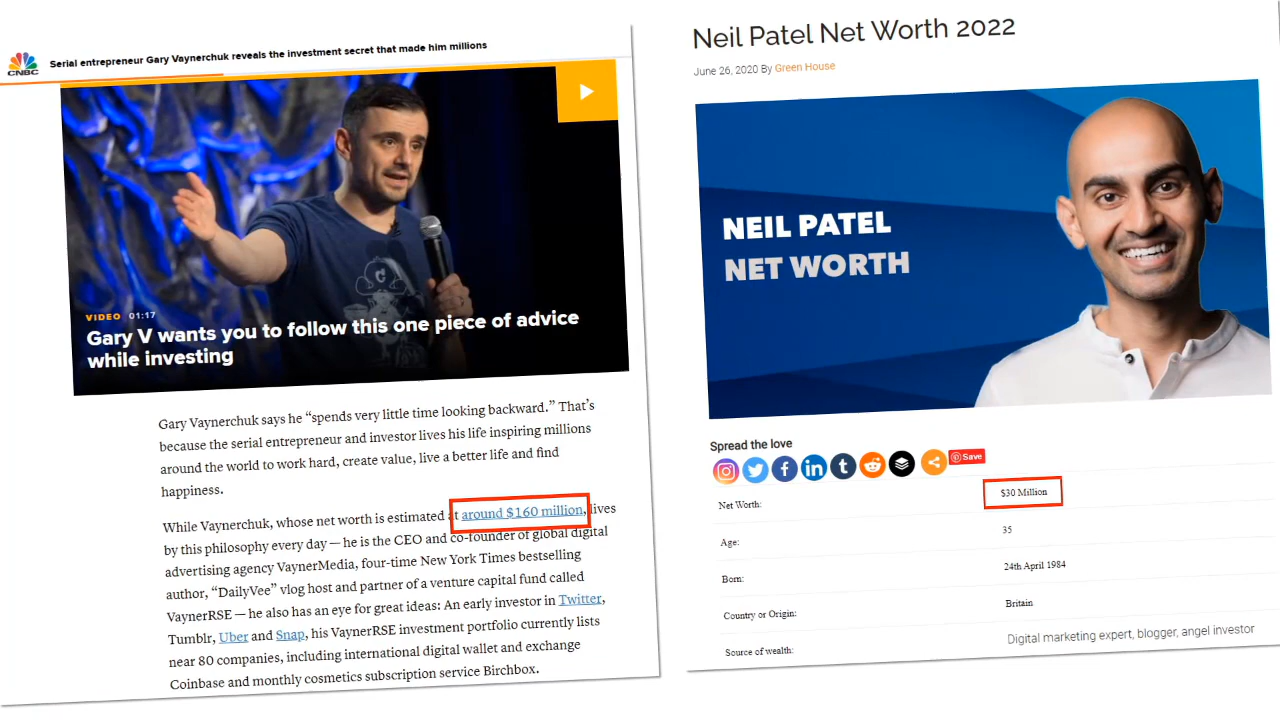 CNBC
Serial entrepreneur Gary Vaynerchuk reveals the investment secret that made him millions
VIDEO 01:17
Gary V wants you to follow this one piece of advice
while investing
Gary Vaynerchuk says he “spends very little time looking backward.” That’s
because the serial entrepreneur and investor lives his life inspiring millions
around the world to work hard, create value, live a better life and find
happiness.
While Vaynerchuk, whose net worth is estimated at around $160 million, lives
by this philosophy every day — he is the CEO and co-founder of global digital
advertising agency VaynerMedia, four-time New York Times bestselling
author, “DailyVee” vlog host and partner of a venture capital fund called
VaynerRSE — he also has an eye for great ideas: An early investor in Twitter,
Tumblr, Uber and Snap, his VaynerRSE investment portfolio currently lists
near 80 companies, including international digital wallet and exchange
Coinbase and monthly cosmetics subscription service Birchbox.
Neil Patel Net Worth 2022
June 26, 2020 By Green House
NEIL PATEL
NET WORTH
Spread the love
Save
Net Worth: $30 Million
Age: 35
Born: 24th April 1984
Country or Origin: Britain
Source of wealth: Digital marketing expert, blogger, angel investor